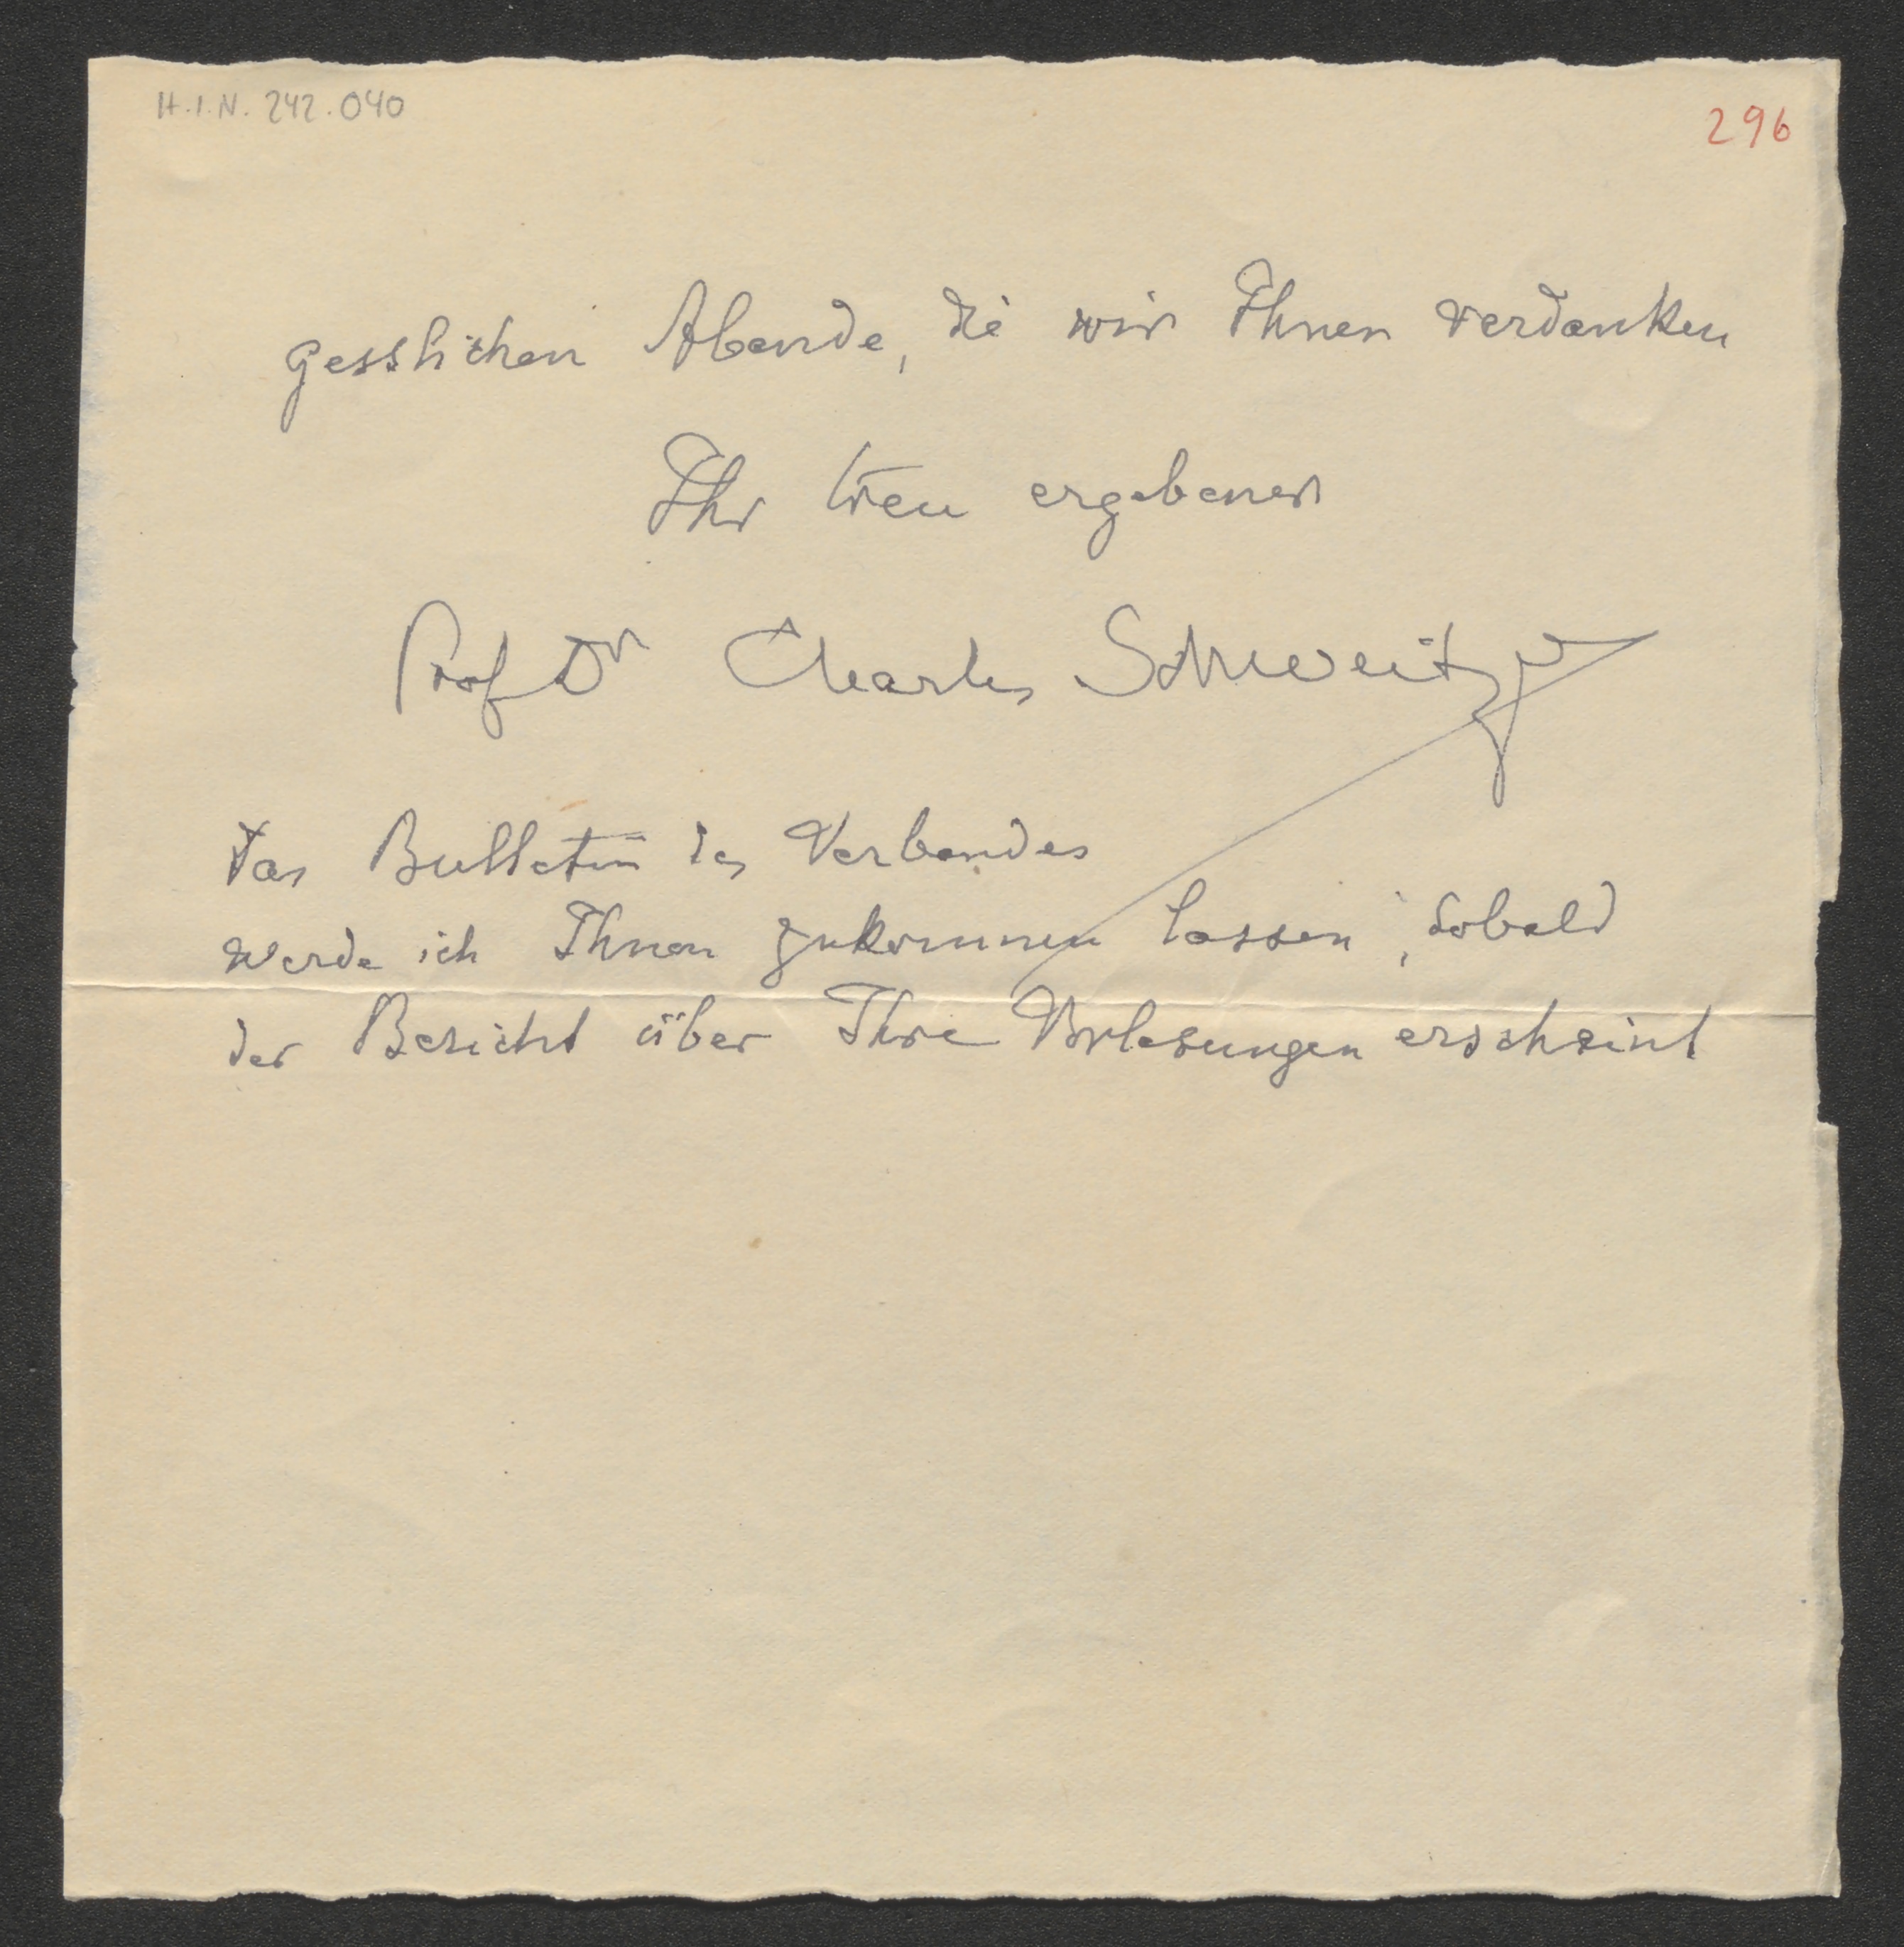 H.I.N. 242.040
296
gesslichen Abende, die wir Ihnen verdanken
Ihr treu ergebener
Prof Dr Charles Schweitzer
Das Bulletin des Verbandes
werde ich Ihnen zukommen lassen, sobald
der Bericht über Ihre Vorlesungen erscheint